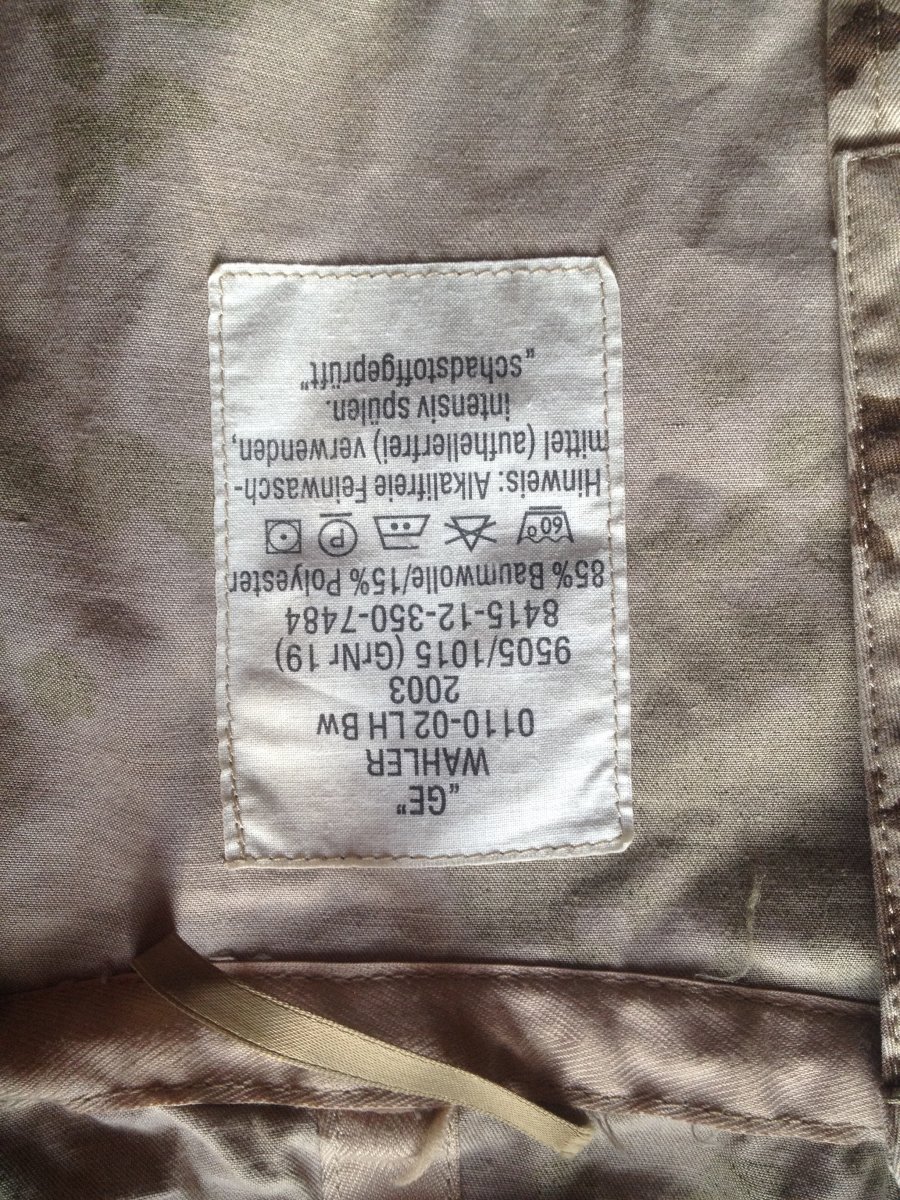 „GE"
WAHLER
0110-02 LH Bw
2003
9505/1015 (GrNr 19)
8415-12-350-7484
85% Baumwolle/15% Polyester
60 P
Hinweis: Alkalifreie Feinwasch-
mittel (aufhellerfrei) verwenden,
intensiv spülen.
„schadstoffgeprüft"